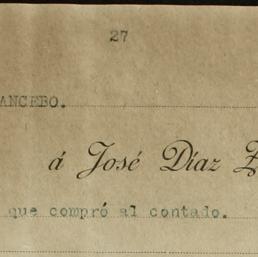 27
ANCEBO.
á José Díaz
que compró al contado.